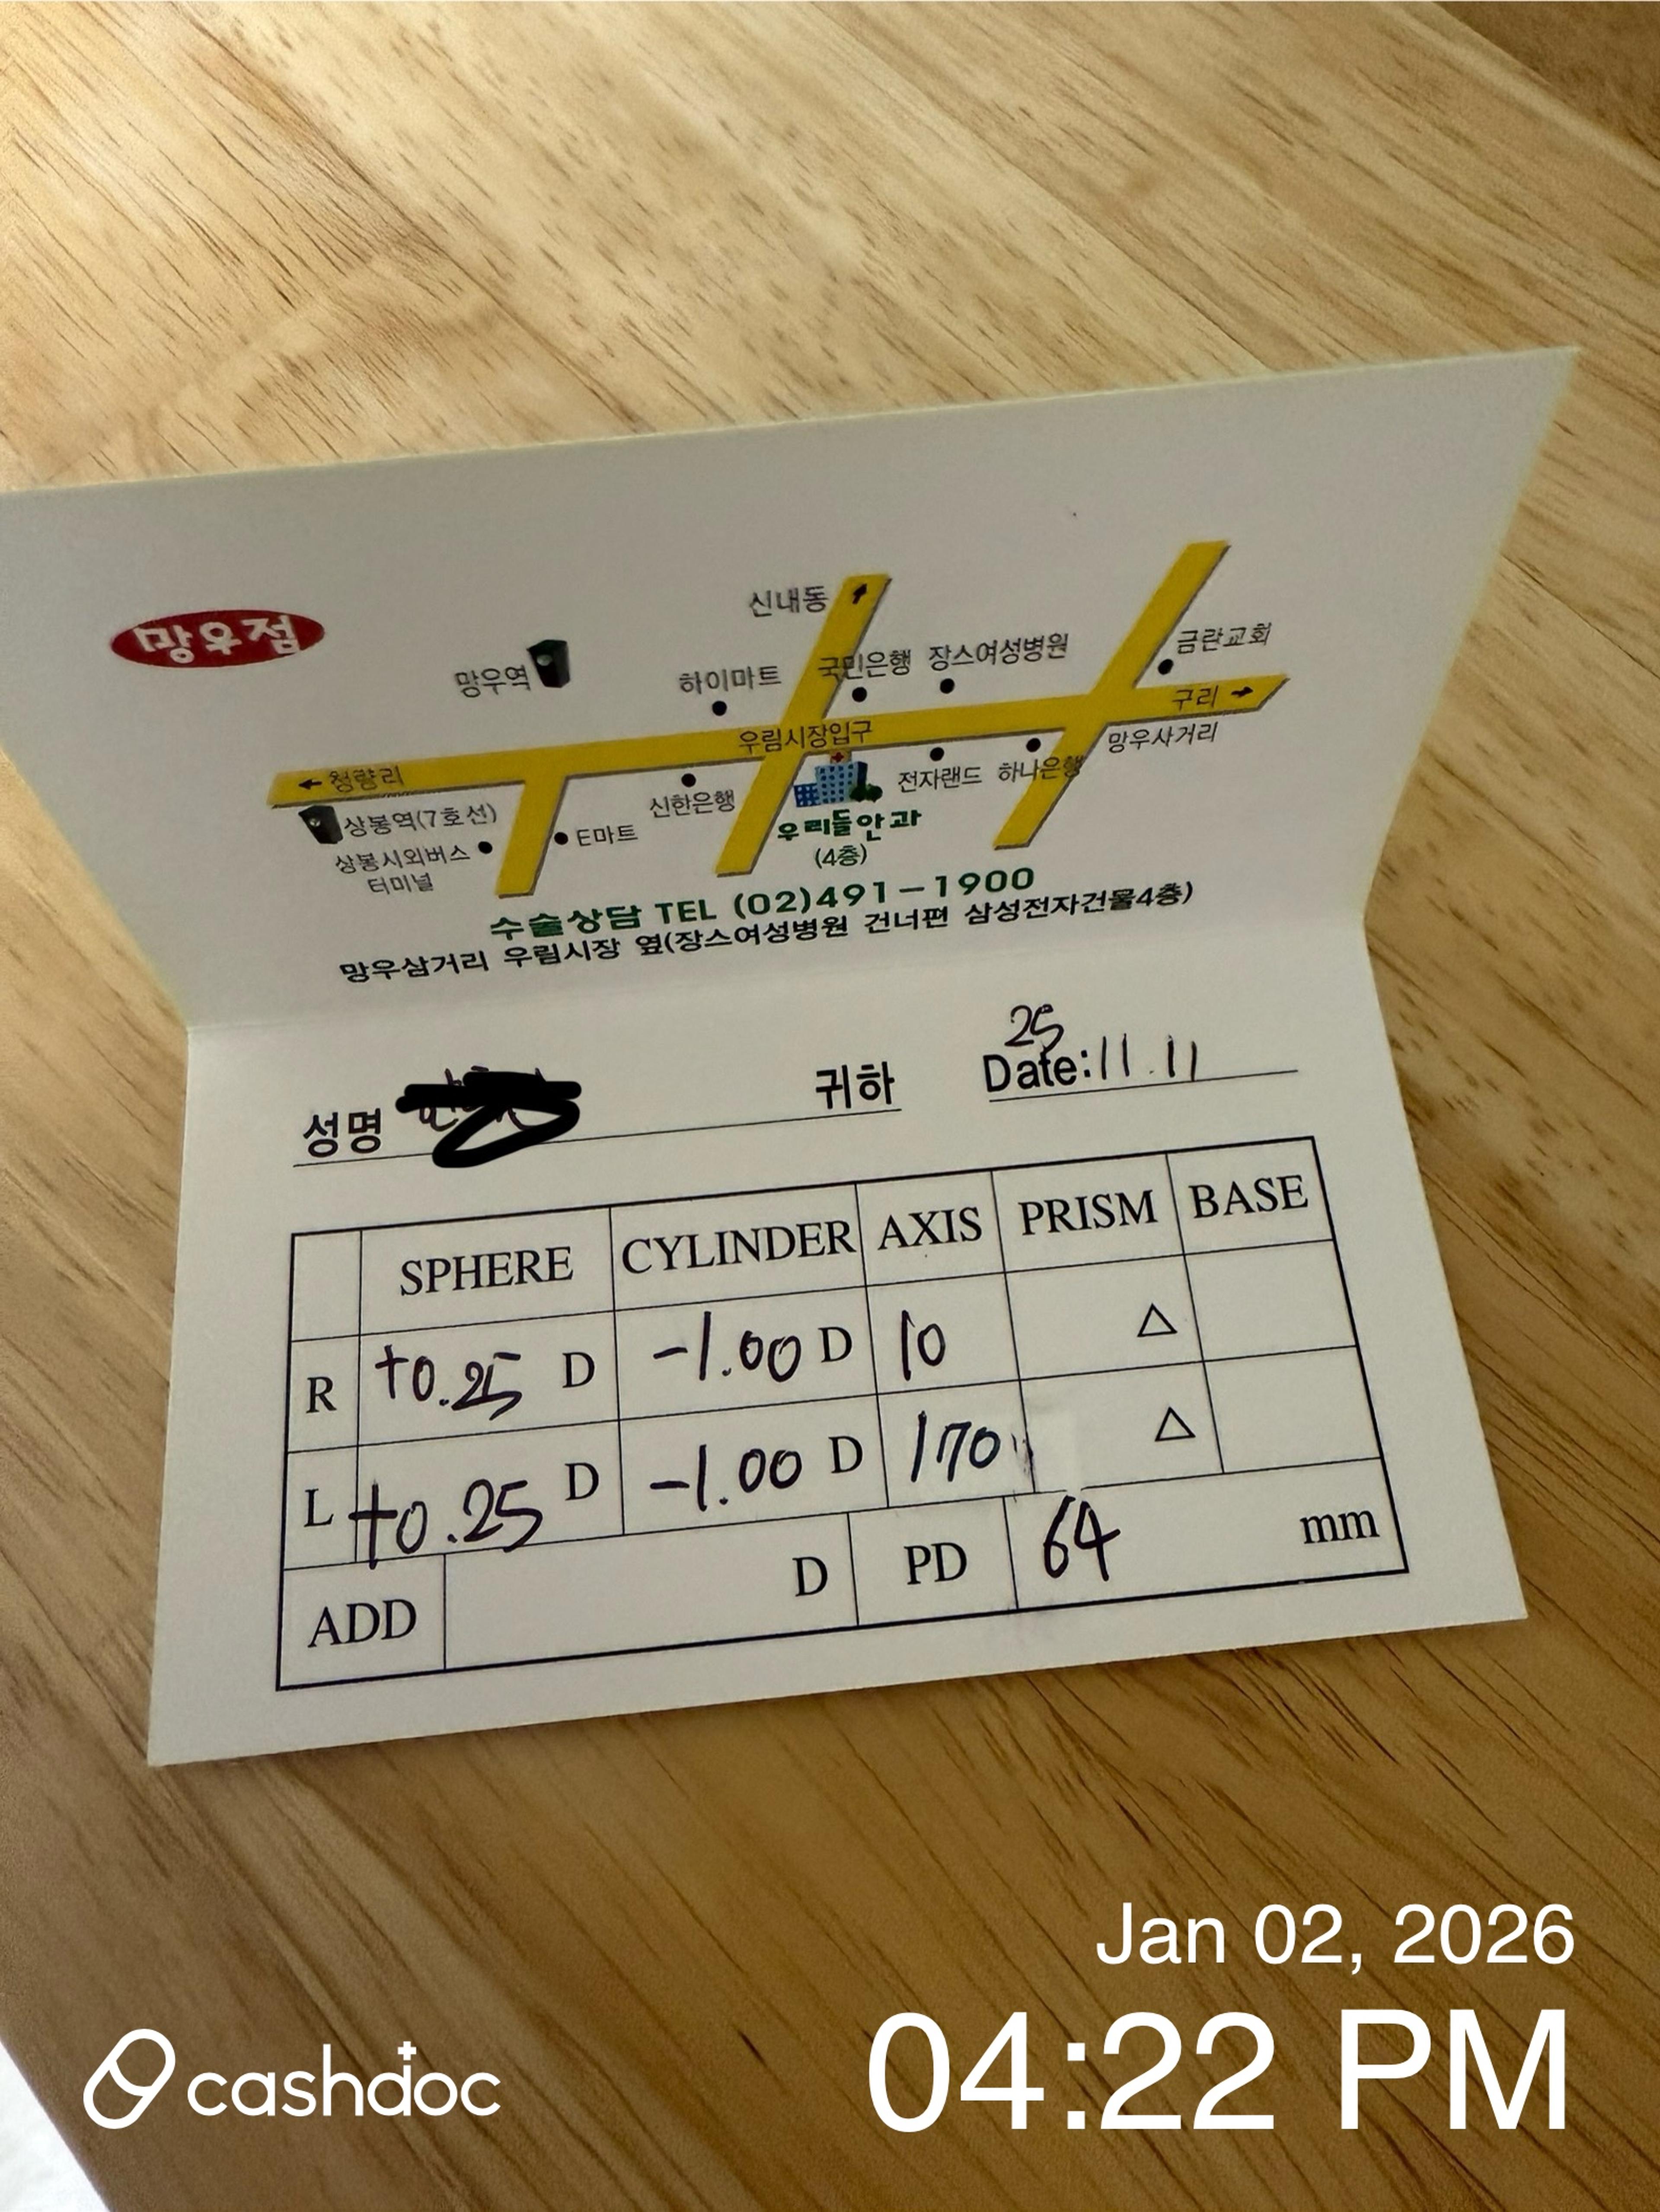 망우점
신내동
망우역
하이마트
국민은행
장스여성병원
금란교회
구리
망우사거리
우림시장입구
← 청량리
상봉역(7호선)
신한은행
전자랜드
하나은행
상봉시외버스
터미널
E마트
우리들안과
(4층)
수술상담 TEL (02)491-1900
망우삼거리 우림시장 옆(장스여성병원 건너편 삼성전자건물4층)
25
성명 귀하 Date: 11.11
SPHERE CYLINDER AXIS PRISM BASE
R +0.25 D -1.00 D 10 △
L +0.25 D -1.00 D 170 △
ADD D PD 64 mm
Jan 02, 2026
04:22 PM
cashdoc